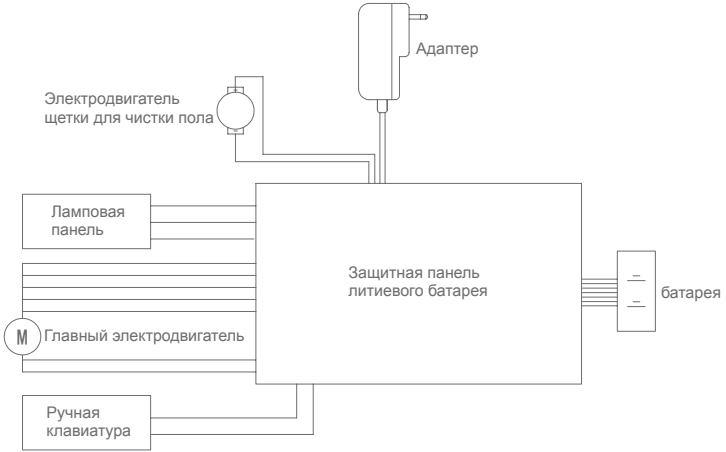 Адаптер
Электродвигатель
щетки для чистки пола
Ламповая
панель
Защитная панель
литиевого батарея
батарея
M
Главный электродвигатель
Ручная
клавиатура